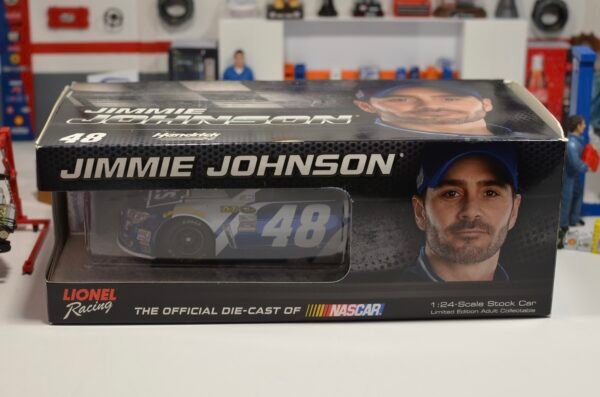 JIMMIE
JOHNSON
48
Hendrick
JIMMIE JOHNSON
48
LIONEL
Racing
THE OFFICIAL DIE-CAST OF NASCAR
1:24-Scale Stock Car
Limited Edition Adult Collectable